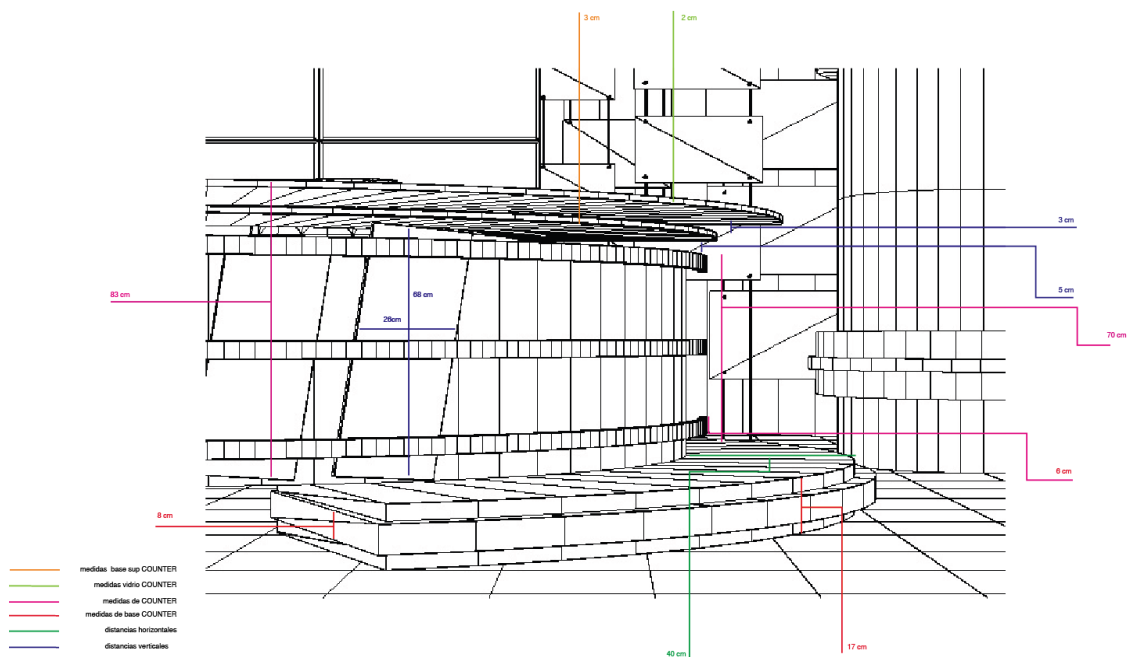 3 cm
2 cm
3 cm
5 cm
83 cm
68 cm
26cm
70 cm
6 cm
8 cm
medidas base sup COUNTER
medidas vidrio COUNTER
medidas de COUNTER
medidas de base COUNTER
distancias horizontales
distancias verticales
40 cm
17 cm